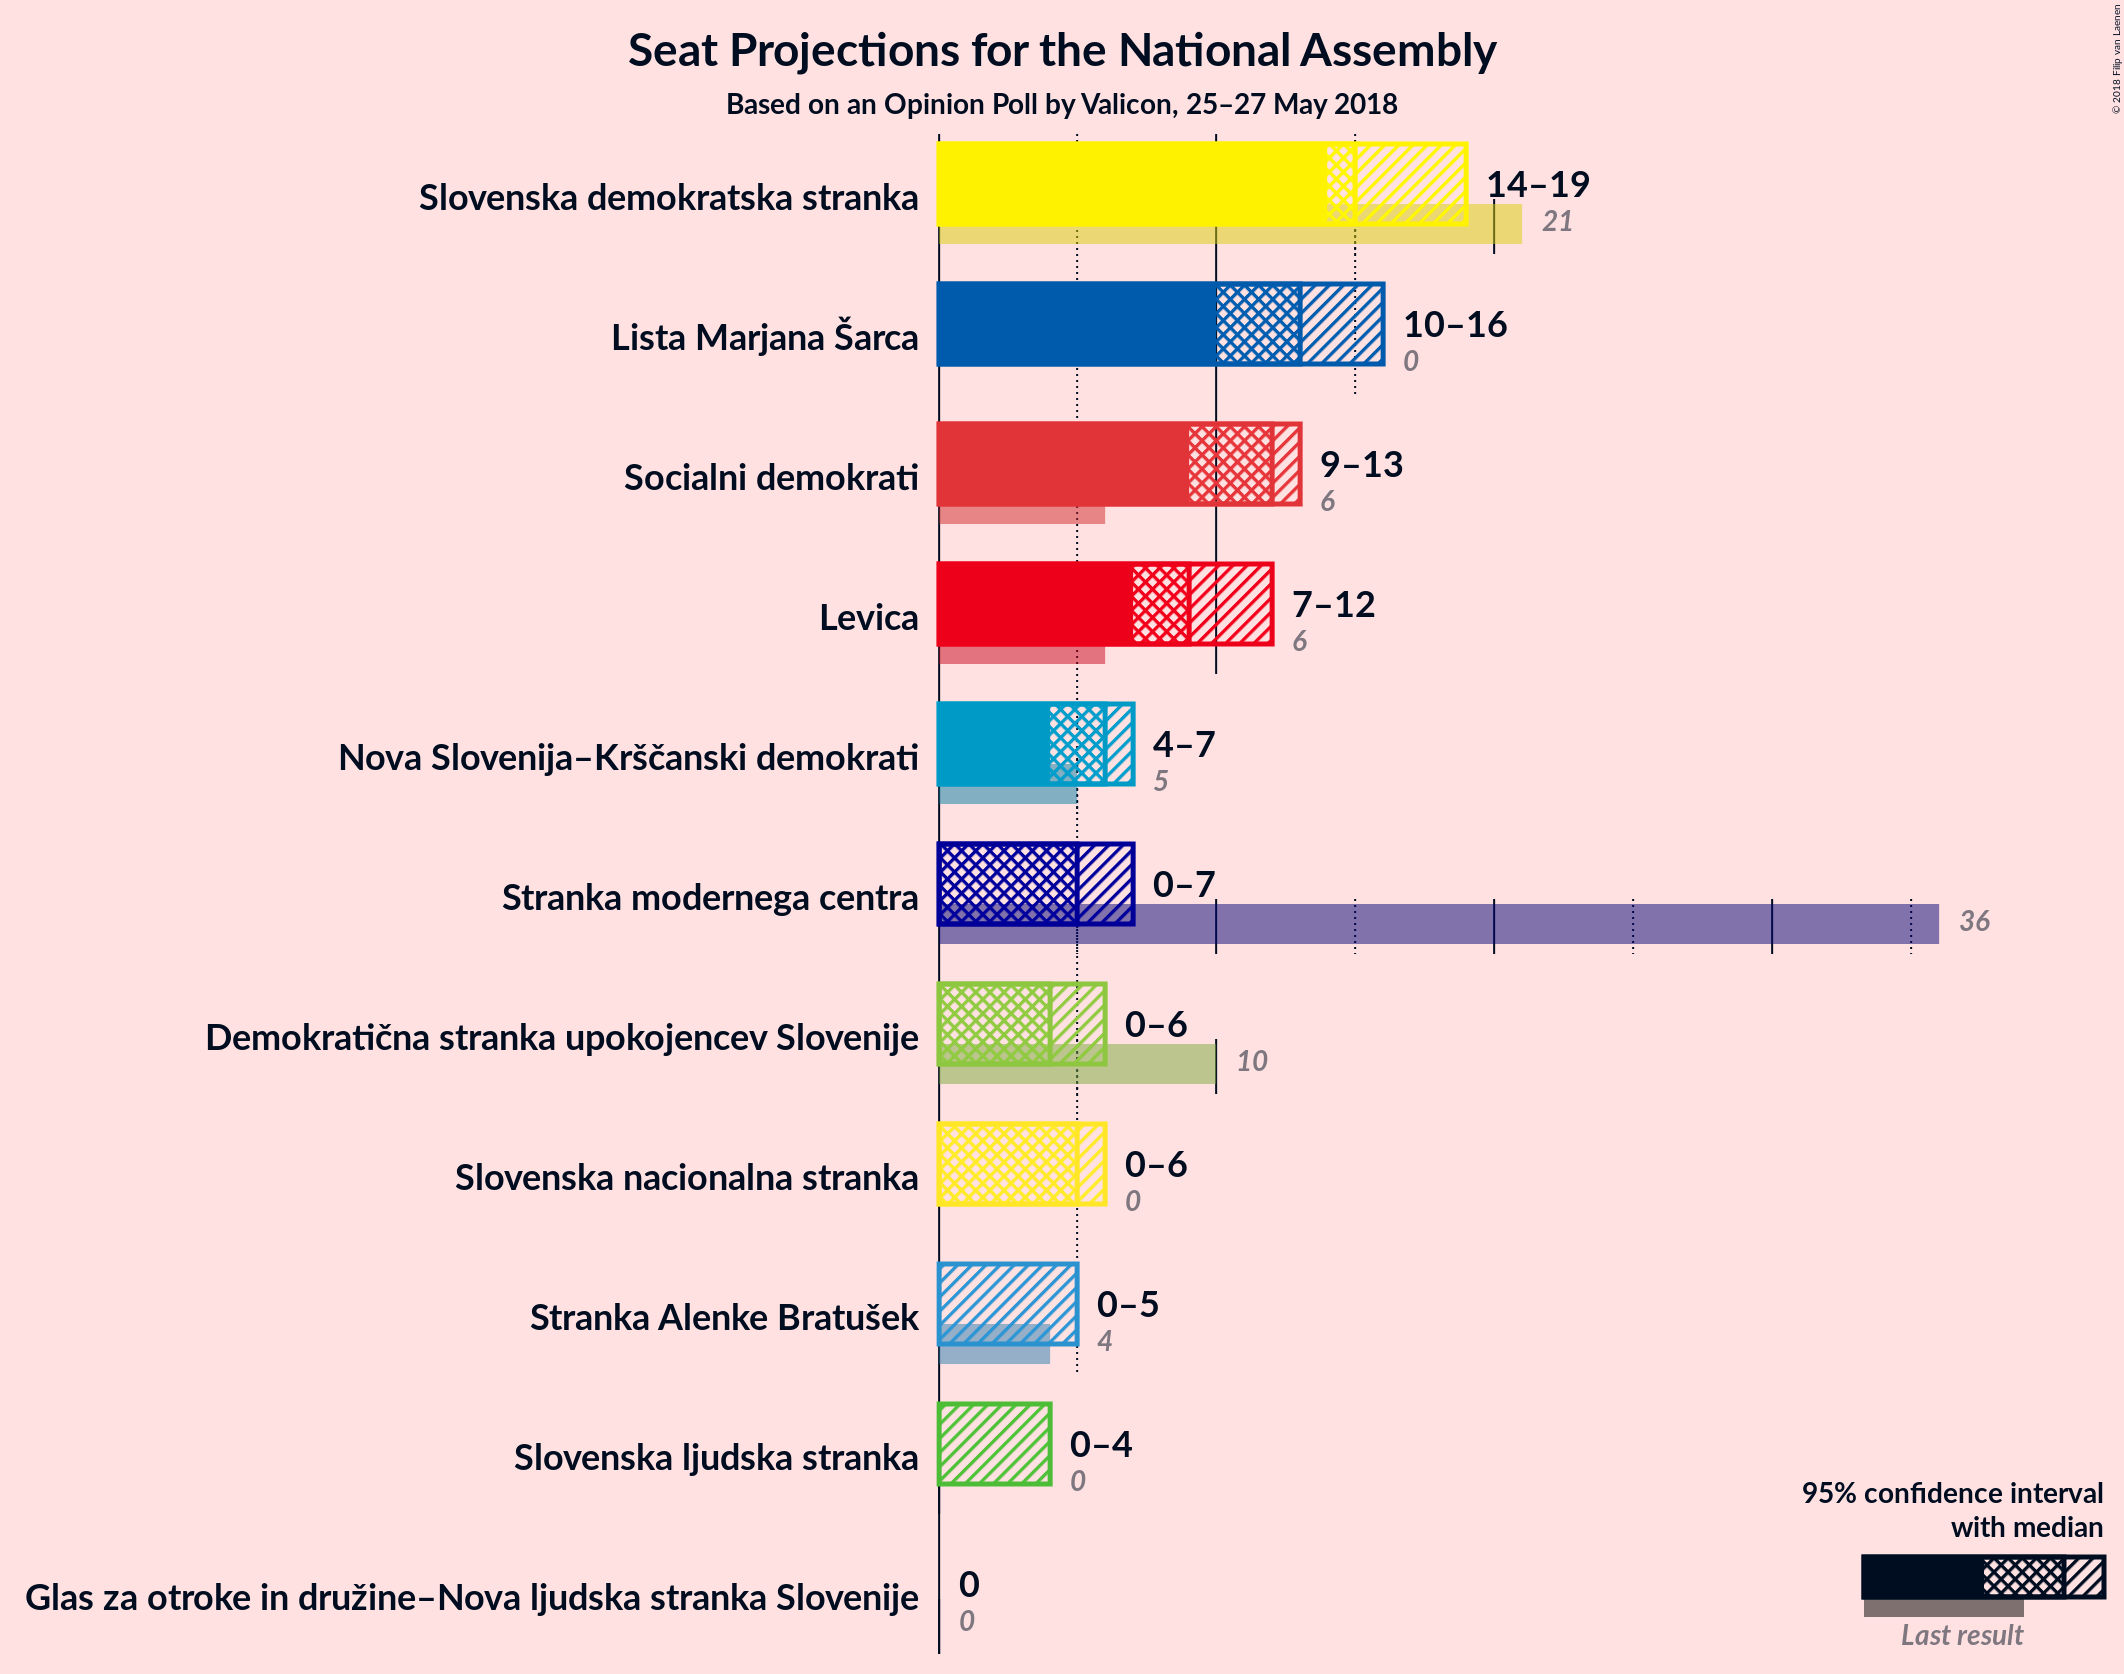 Seat Projections for the National Assembly
Based on an Opinion Poll by Valicon, 25–27 May 2018
© 2018 Filip van Laenen
Slovenska demokratska stranka
14–19
21
Lista Marjana Šarca
10–16
0
Socialni demokrati
9–13
6
Levica
7–12
6
Nova Slovenija–Krščanski demokrati
4–7
5
Stranka modernega centra
0–7
36
Demokratična stranka upokojencev Slovenije
0–6
10
Slovenska nacionalna stranka
0–6
0
Stranka Alenke Bratušek
0–5
4
Slovenska ljudska stranka
0–4
0
Glas za otroke in družine–Nova ljudska stranka Slovenije
0
0
95% confidence interval
with median
Last result